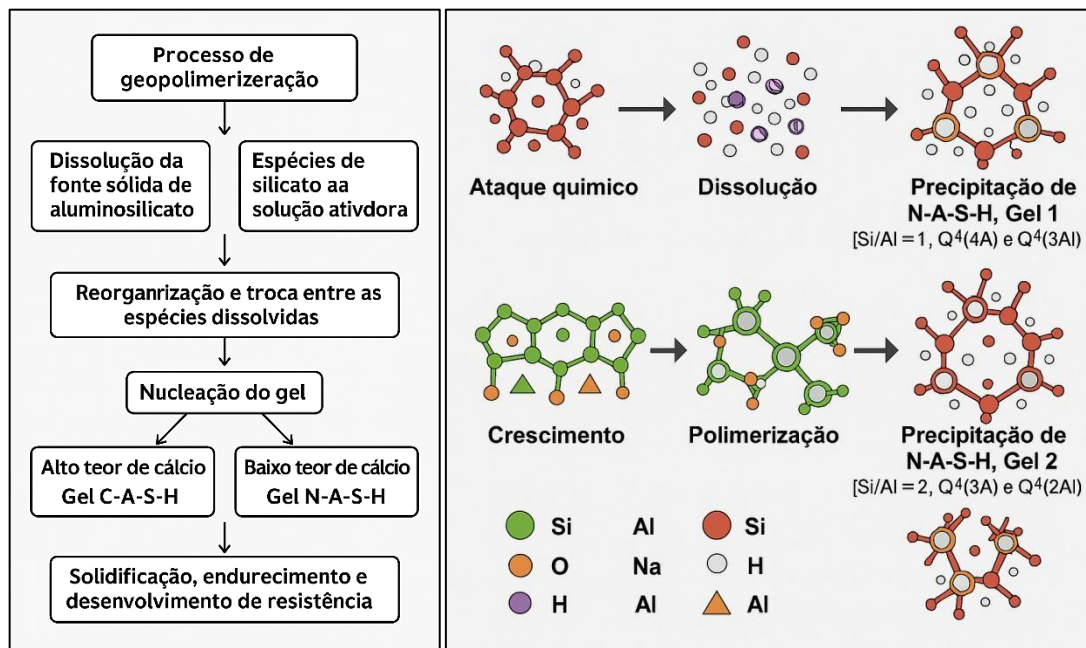 Processo de
geopolimerizeração
Dissolução da
fonte sólida de
aluminosilicato
Espécies de
silicato aa
solução ativdora
Reorganrização e troca entre as
espécies dissolvidas
Nucleação do gel
Alto teor de cálcio
Gel C-A-S-H
Baixo teor de cálcio
Gel N-A-S-H
Solidificação, endurecimento e
desenvolvimento de resistência
Ataque quimico
Dissolução
Precipitação de
N-A-S-H, Gel 1
[Si/Al = 1, Q⁴(4A) e Q⁴(3Al)
Crescimento
Polimerização
Precipitação de
N-A-S-H, Gel 2
[Si/Al = 2, Q⁴(3A) e Q⁴(2Al)
Si Al Si
O Na H
H Al Al